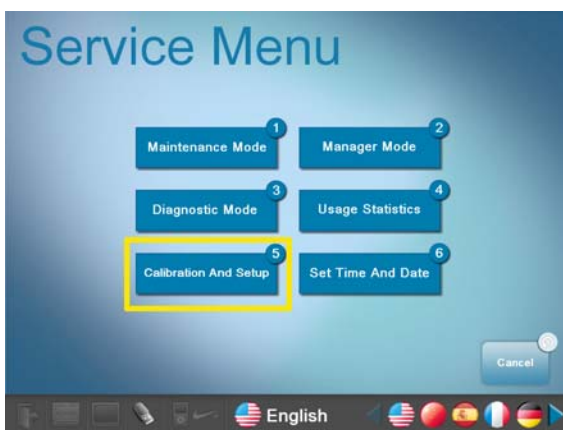 Service Menu
1
2
Maintenance Mode
Manager Mode
3
4
Diagnostic Mode
Usage Statistics
5
6
Calibration And Setup
Set Time And Date
Cancel
English